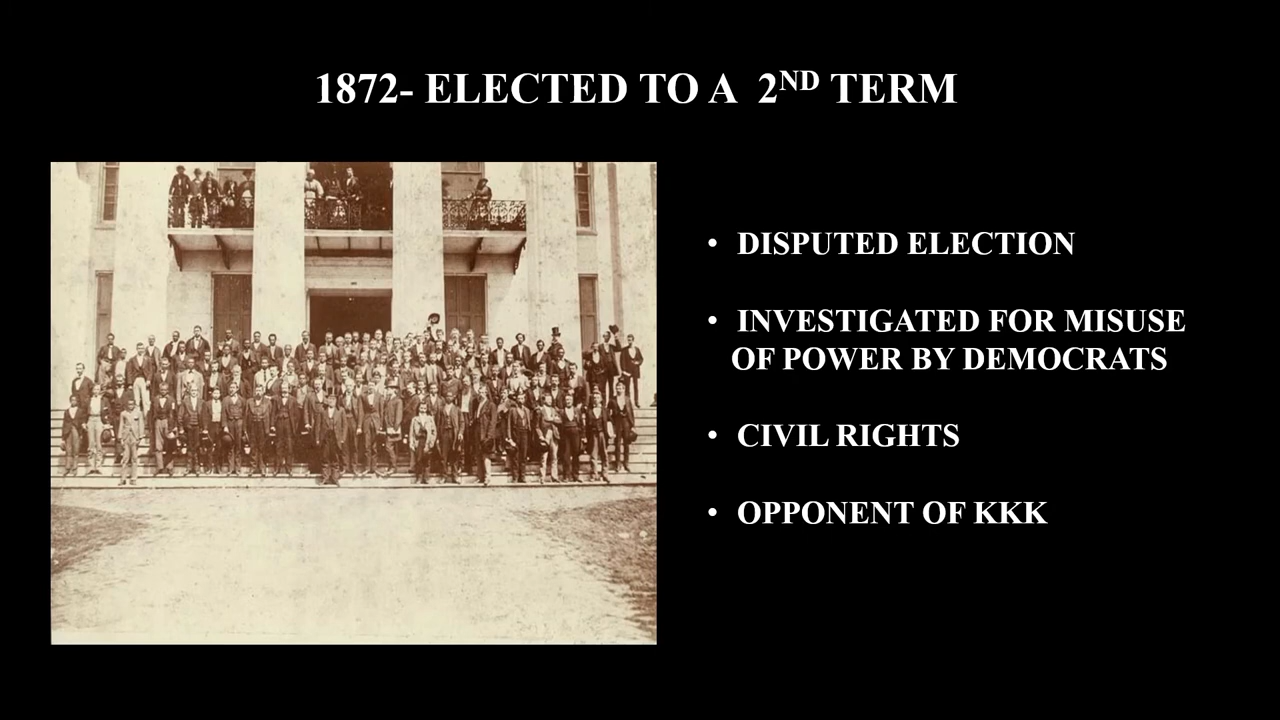 1872- ELECTED TO A 2ND TERM
• DISPUTED ELECTION
• INVESTIGATED FOR MISUSE
OF POWER BY DEMOCRATS
• CIVIL RIGHTS
• OPPONENT OF KKK